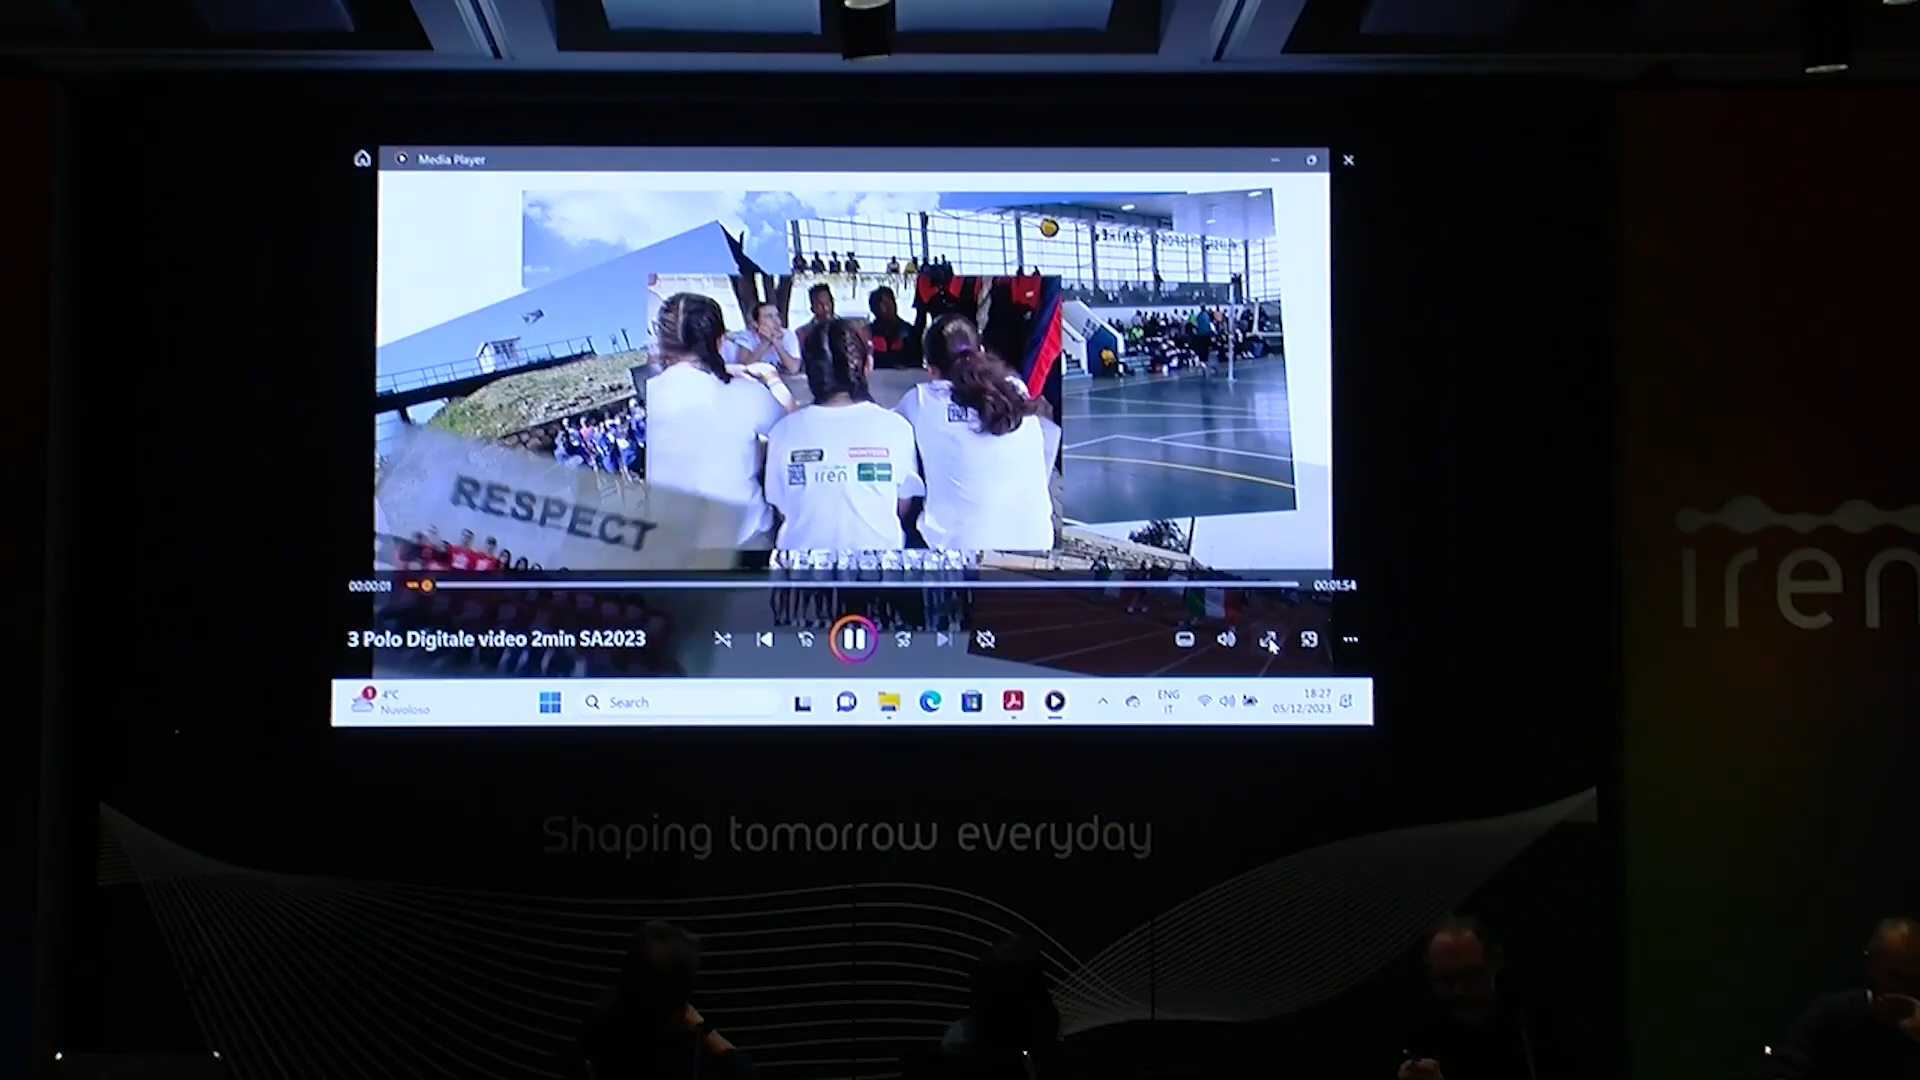 Media Player
RESPECT
iren
00:00:01
00:01:54
3 Polo Digitale video 2min SA2023
1
4°C
Nuvoloso
Search
ENG
IT
18:27
05/12/2023
Shaping tomorrow everyday
iren